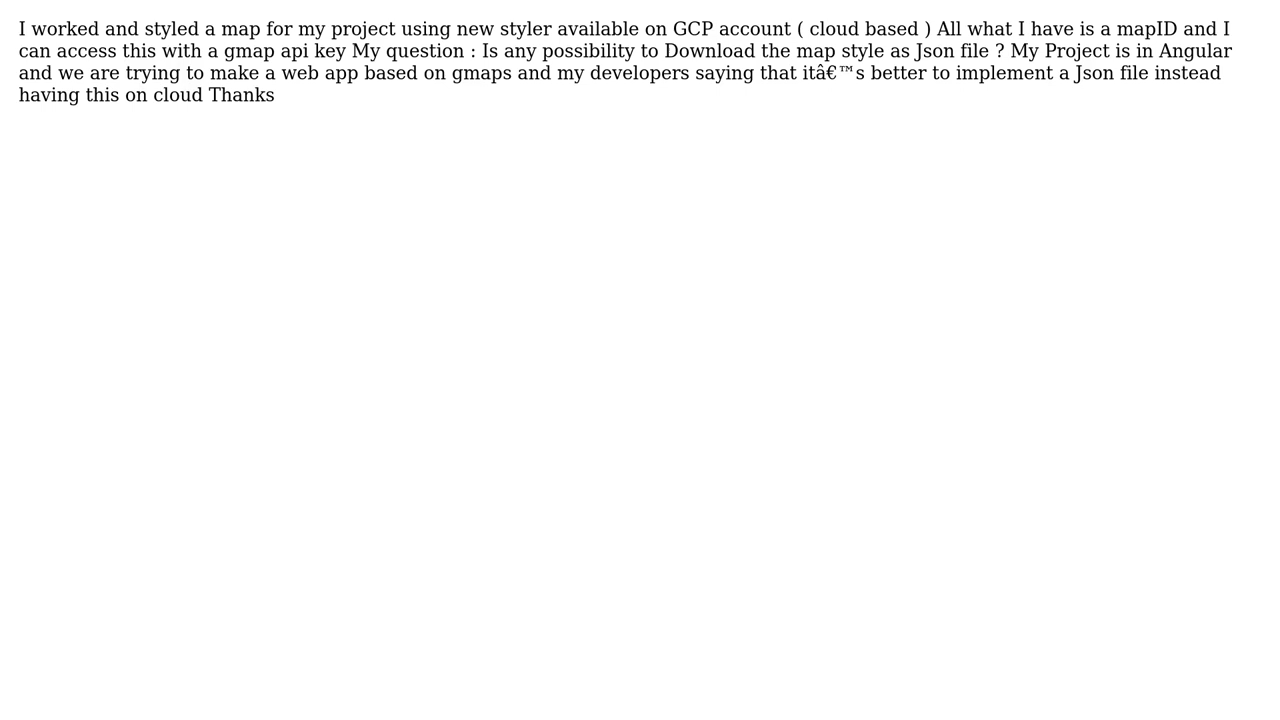 I worked and styled a map for my project using new styler available on GCP account ( cloud based ) All what I have is a mapID and I
can access this with a gmap api key My question : Is any possibility to Download the map style as Json file ? My Project is in Angular
and we are trying to make a web app based on gmaps and my developers saying that itâ€™s better to implement a Json file instead
having this on cloud Thanks